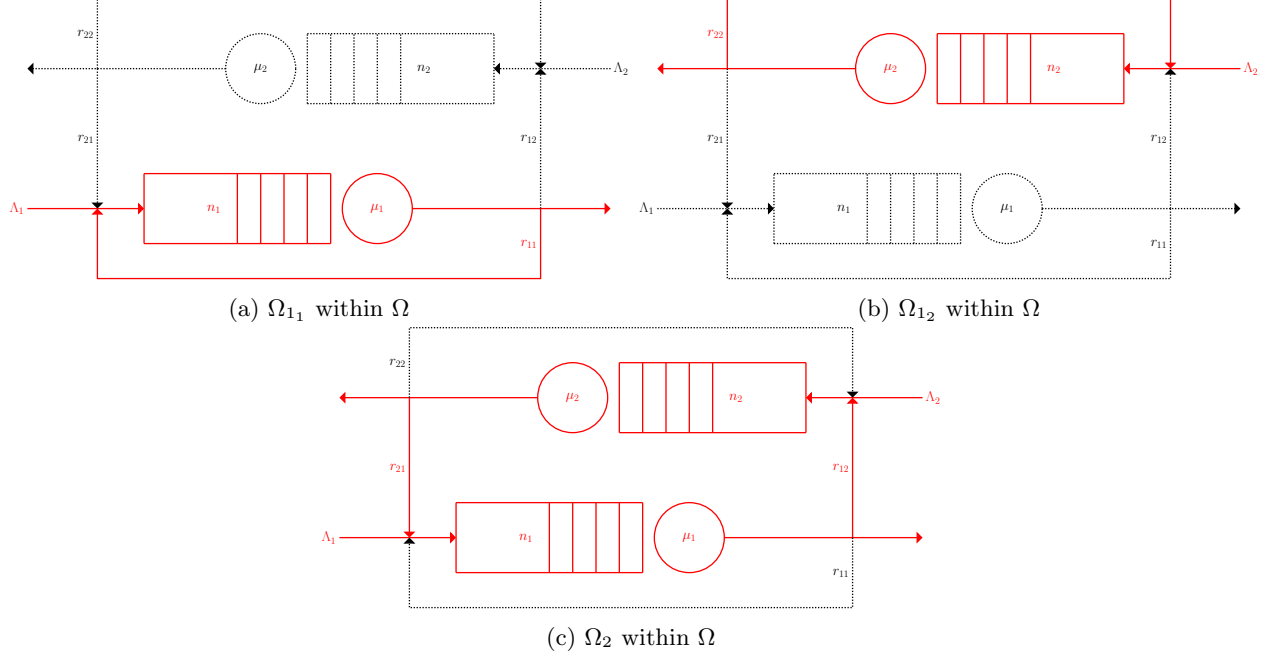 r₂₂ r₂₂
μ₂ n₂ Λ₂ μ₂ n₂ Λ₂
r₂₁ r₁₂ r₂₁ r₁₂
Λ₁ n₁ μ₁ Λ₁ n₁ μ₁
r₁₁ r₁₁
(a) Ω₁₁ within Ω (b) Ω₁₂ within Ω
r₂₂
μ₂ n₂ Λ₂
r₂₁ r₁₂
Λ₁ n₁ μ₁
r₁₁
(c) Ω₂ within Ω